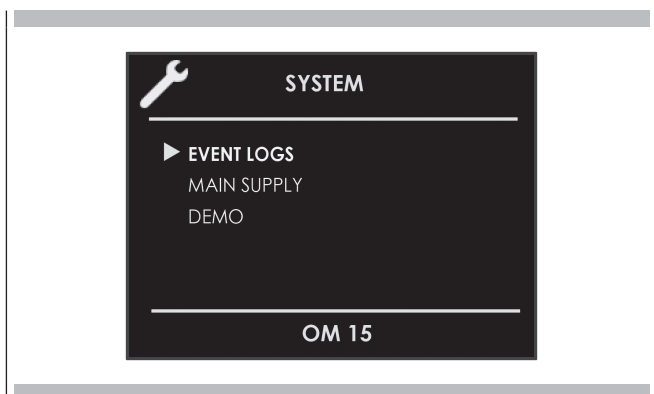 SYSTEM
EVENT LOGS
MAIN SUPPLY
DEMO
OM 15